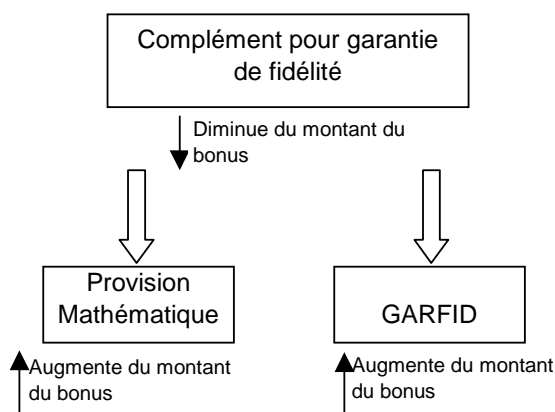 Complément pour garantie
de fidélité
Diminue du montant du
bonus
Provision
Mathématique
GARFID
Augmente du montant
du bonus
Augmente du montant
du bonus